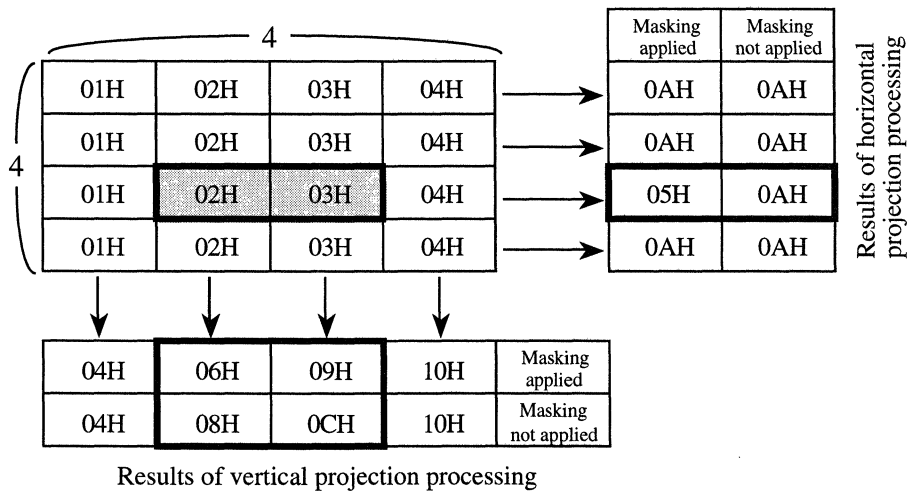 4
Masking applied Masking not applied
4
01H 02H 03H 04H 0AH 0AH
01H 02H 03H 04H 0AH 0AH
01H 02H 03H 04H 05H 0AH
01H 02H 03H 04H 0AH 0AH
Results of horizontal
projection processing
04H 06H 09H 10H Masking applied
04H 08H 0CH 10H Masking not applied
Results of vertical projection processing